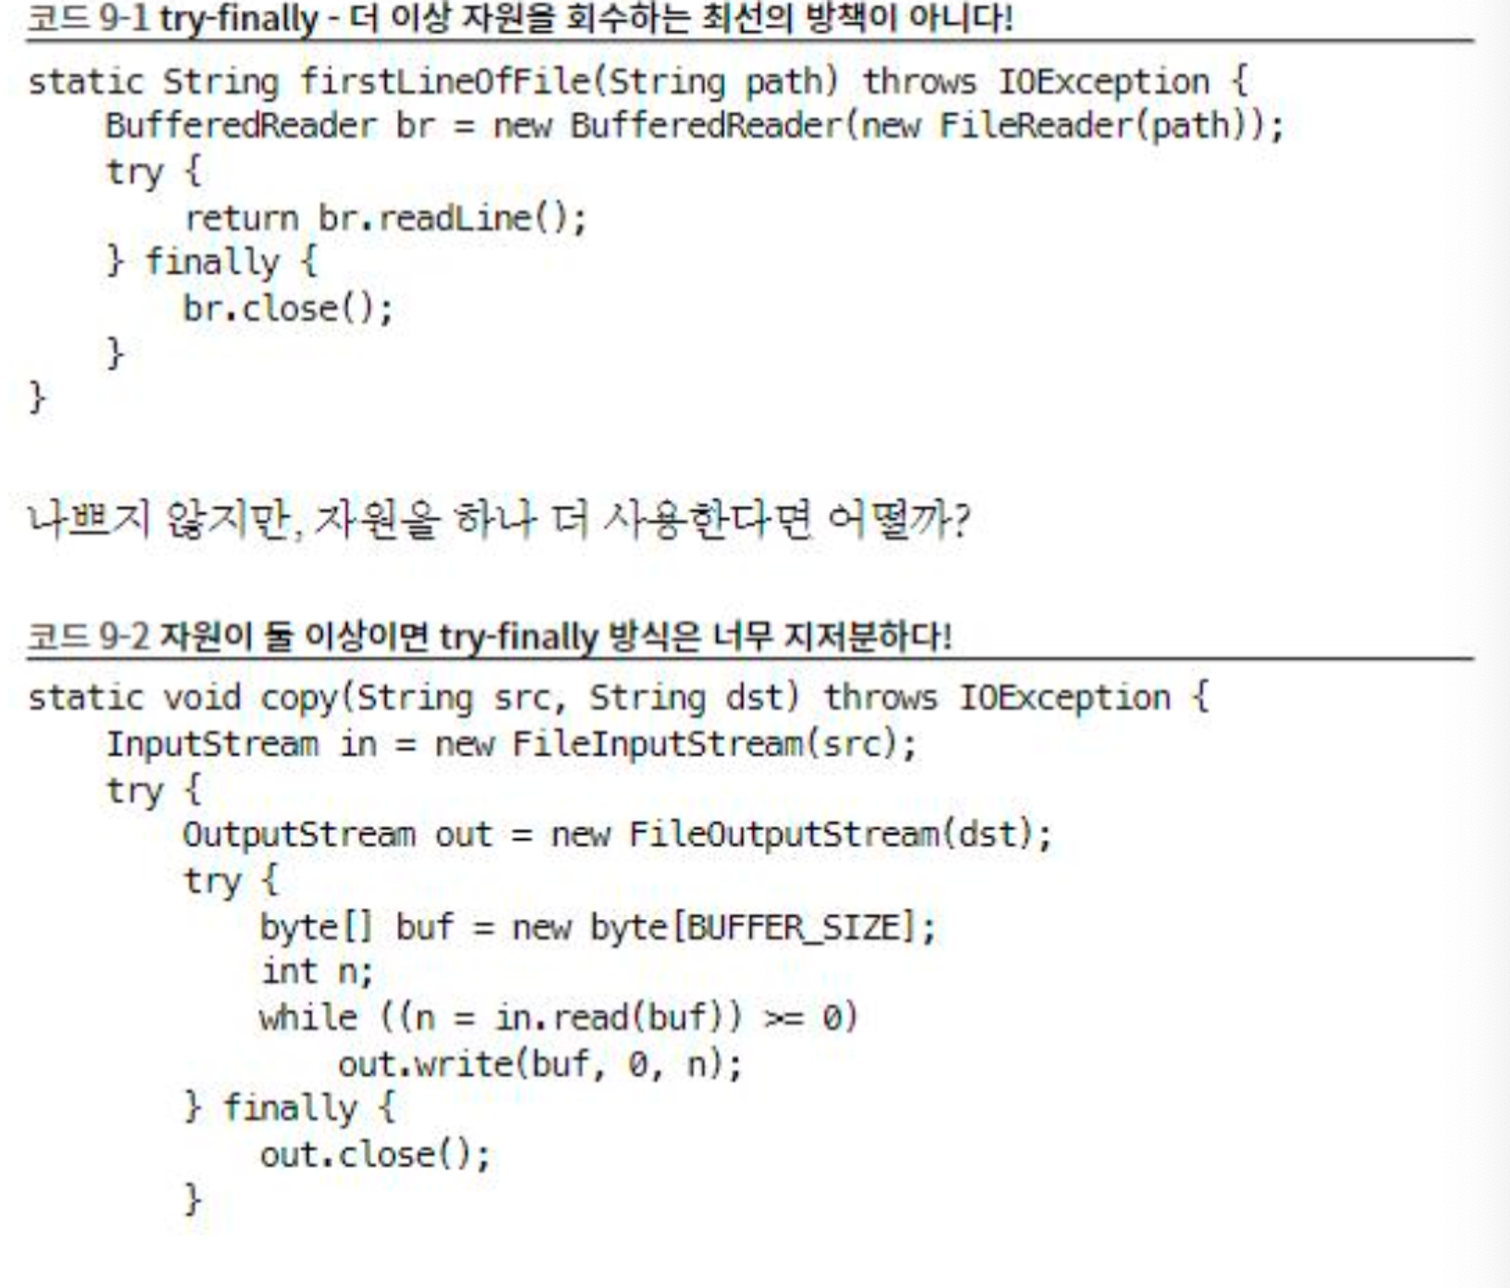 코드 9-1 try-finally - 더 이상 자원을 회수하는 최선의 방책이 아니다!
static String firstLineOfFile(String path) throws IOException {
    BufferedReader br = new BufferedReader(new FileReader(path));
    try {
        return br.readLine();
    } finally {
        br.close();
    }
}
나쁘지 않지만, 자원을 하나 더 사용한다면 어떨까?
코드 9-2 자원이 둘 이상이면 try-finally 방식은 너무 지저분하다!
static void copy(String src, String dst) throws IOException {
    InputStream in = new FileInputStream(src);
    try {
        OutputStream out = new FileOutputStream(dst);
        try {
            byte[] buf = new byte[BUFFER_SIZE];
            int n;
            while ((n = in.read(buf)) >= 0)
                out.write(buf, 0, n);
        } finally {
            out.close();
        }